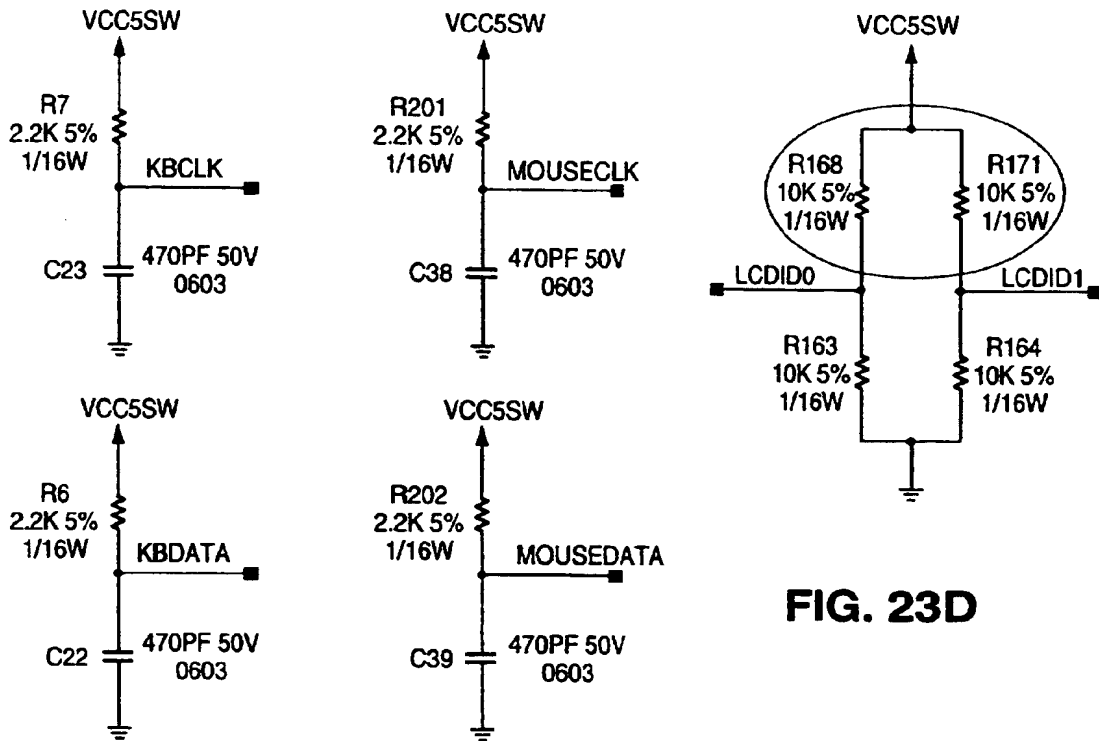 VCC5SW
R7
2.2K 5%
1/16W
KBCLK
C23
470PF 50V
0603
VCC5SW
R201
2.2K 5%
1/16W
MOUSECLK
C38
470PF 50V
0603
VCC5SW
R168
10K 5%
1/16W
R171
10K 5%
1/16W
LCDID0
LCDID1
R163
10K 5%
1/16W
R164
10K 5%
1/16W
VCC5SW
R6
2.2K 5%
1/16W
KBDATA
C22
470PF 50V
0603
VCC5SW
R202
2.2K 5%
1/16W
MOUSEDATA
C39
470PF 50V
0603
FIG. 23D